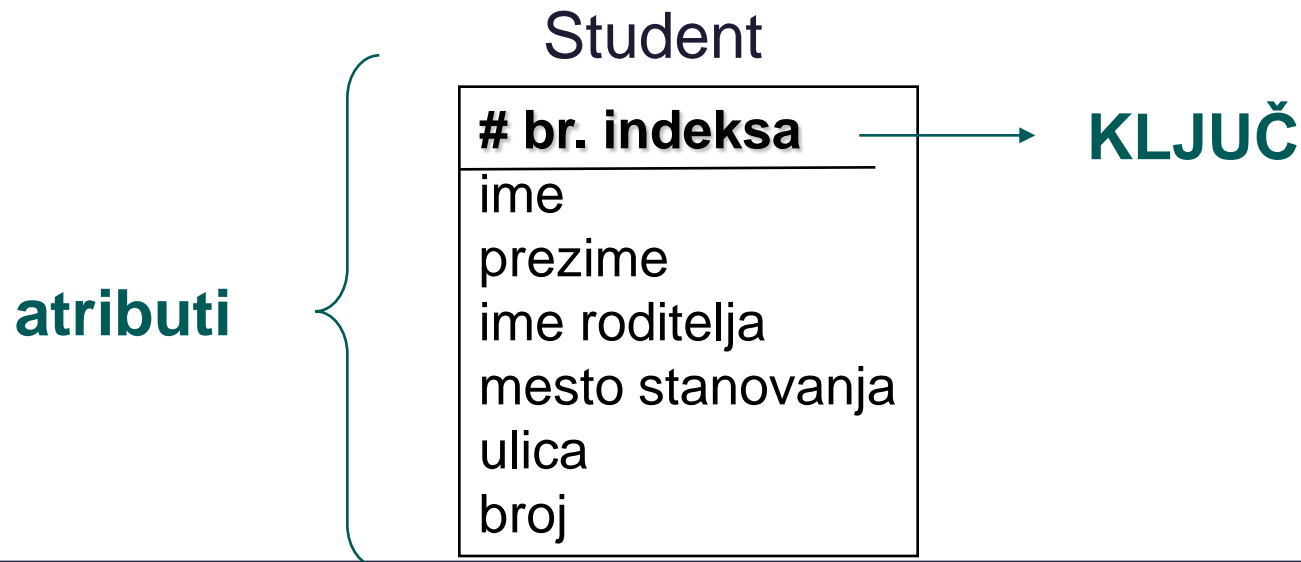 Student
# br. indeksa
KLJUČ
ime
prezime
ime roditelja
atributi
mesto stanovanja
ulica
broj